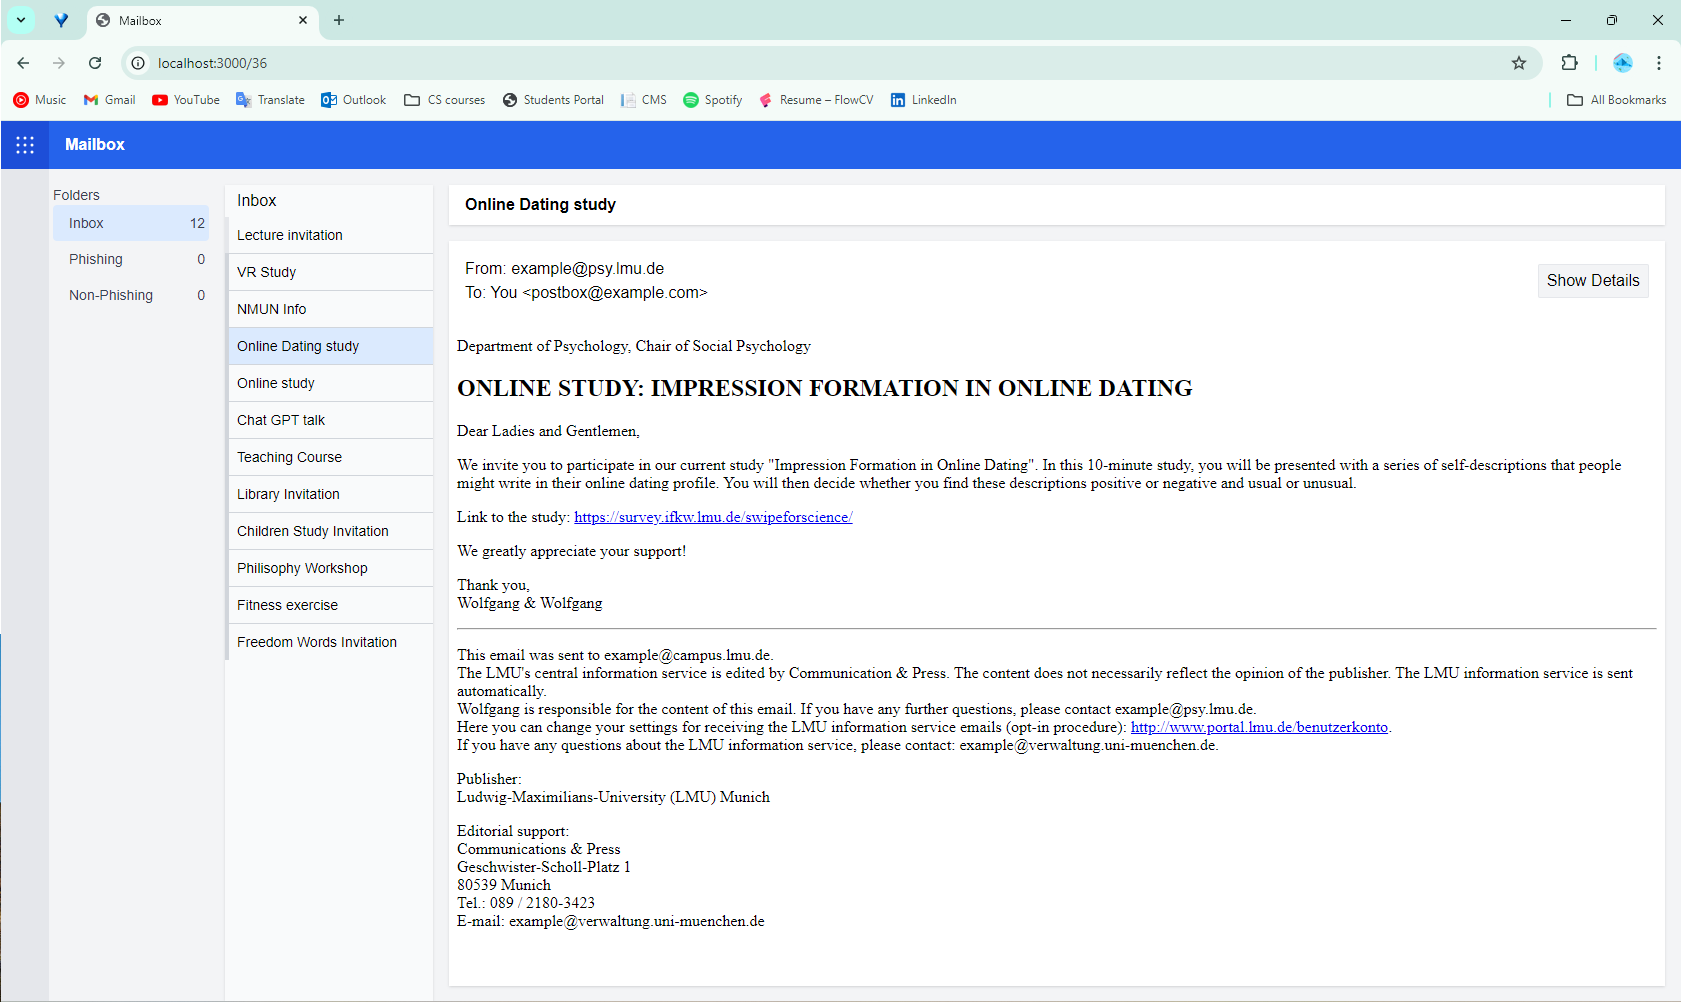 Mailbox
localhost:3000/36
Music Gmail YouTube Translate Outlook CS courses Students Portal CMS Spotify Resume – FlowCV LinkedIn All Bookmarks
Mailbox
Folders
Inbox 12
Phishing 0
Non-Phishing 0
Inbox
Lecture invitation
VR Study
NMUN Info
Online Dating study
Online study
Chat GPT talk
Teaching Course
Library Invitation
Children Study Invitation
Philisophy Workshop
Fitness exercise
Freedom Words Invitation
Online Dating study
From: example@psy.lmu.de
To: You <postbox@example.com>
Show Details
Department of Psychology, Chair of Social Psychology
ONLINE STUDY: IMPRESSION FORMATION IN ONLINE DATING
Dear Ladies and Gentlemen,
We invite you to participate in our current study "Impression Formation in Online Dating". In this 10-minute study, you will be presented with a series of self-descriptions that people
might write in their online dating profile. You will then decide whether you find these descriptions positive or negative and usual or unusual.
Link to the study: https://survey.ifkw.lmu.de/swipeforscience/
We greatly appreciate your support!
Thank you,
Wolfgang & Wolfgang
This email was sent to example@campus.lmu.de.
The LMU's central information service is edited by Communication & Press. The content does not necessarily reflect the opinion of the publisher. The LMU information service is sent
automatically.
Wolfgang is responsible for the content of this email. If you have any further questions, please contact example@psy.lmu.de.
Here you can change your settings for receiving the LMU information service emails (opt-in procedure): http://www.portal.lmu.de/benutzerkonto.
If you have any questions about the LMU information service, please contact: example@verwaltung.uni-muenchen.de.
Publisher:
Ludwig-Maximilians-University (LMU) Munich
Editorial support:
Communications & Press
Geschwister-Scholl-Platz 1
80539 Munich
Tel.: 089 / 2180-3423
E-mail: example@verwaltung.uni-muenchen.de